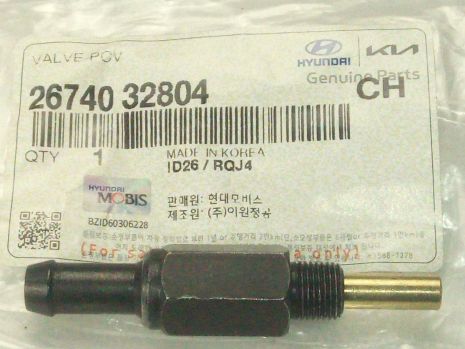 VALVE-PCV
HYUNDAI KIA
Genuine Parts
26740 32804
CH
QTY 1
MADE IN KOREA
ID26 / RQJ4
HYUNDAI
MOBIS
BZID60306228
판매원: 현대모비스
제조원: (주)이원정공